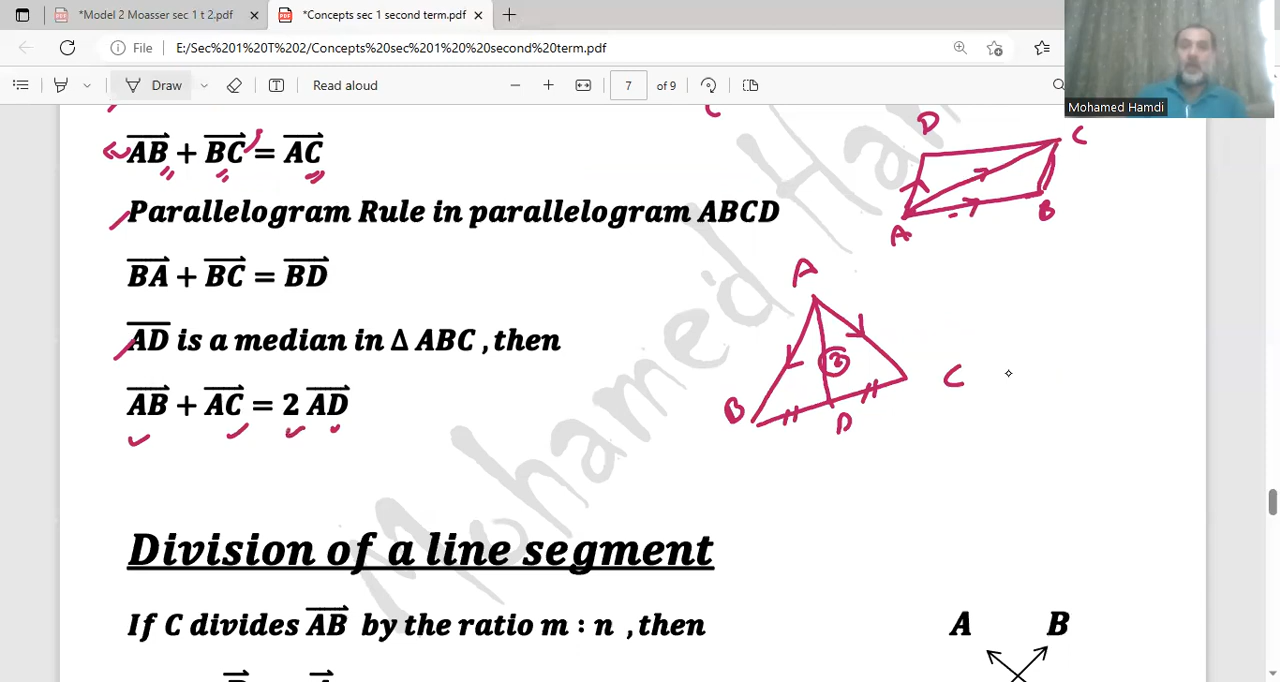 *Model 2 Moasser sec 1 t 2.pdf
*Concepts sec 1 second term.pdf
File
E:/Sec%201%20T%202/Concepts%20sec%201%20%20second%20term.pdf
Draw
Read aloud
7
of 9
Mohamed Hamdi
AB + BC = AC
Parallelogram Rule in parallelogram ABCD
BA + BC = BD
AD is a median in Δ ABC , then
AB + AC = 2 AD
D
C
A
B
A
2
B
D
C
Mohamed Hamd
Division of a line segment
If C divides AB by the ratio m : n , then
A B